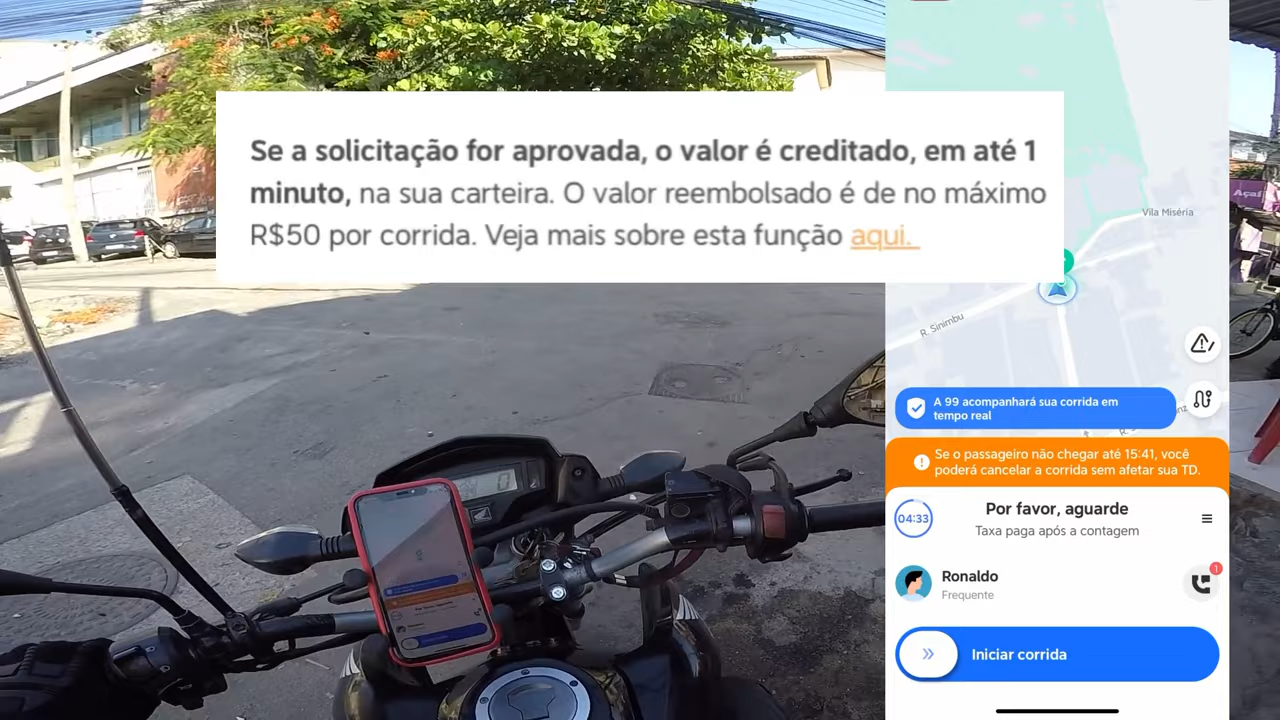 Se a solicitação for aprovada, o valor é creditado, em até 1
minuto, na sua carteira. O valor reembolsado é de no máximo
R$50 por corrida. Veja mais sobre esta função aqui.
Vila Miséria
R. Sinimbu
A 99 acompanhará sua corrida em
tempo real
Se o passageiro não chegar até 15:41, você
poderá cancelar a corrida sem afetar sua TD.
04:33
Por favor, aguarde
Taxa paga após a contagem
Ronaldo
Frequente
1
Iniciar corrida
Açaí
0